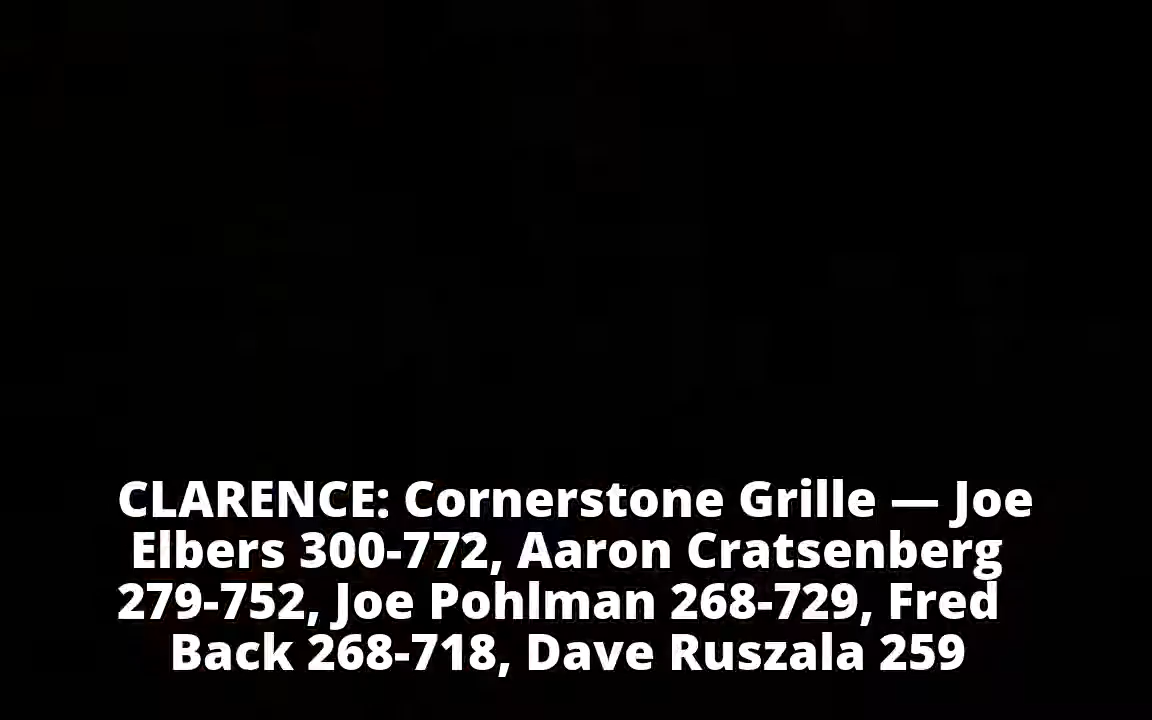 CLARENCE: Cornerstone Grille — Joe
Elbers 300-772, Aaron Cratsenberg
279-752, Joe Pohlman 268-729, Fred
Back 268-718, Dave Ruszala 259